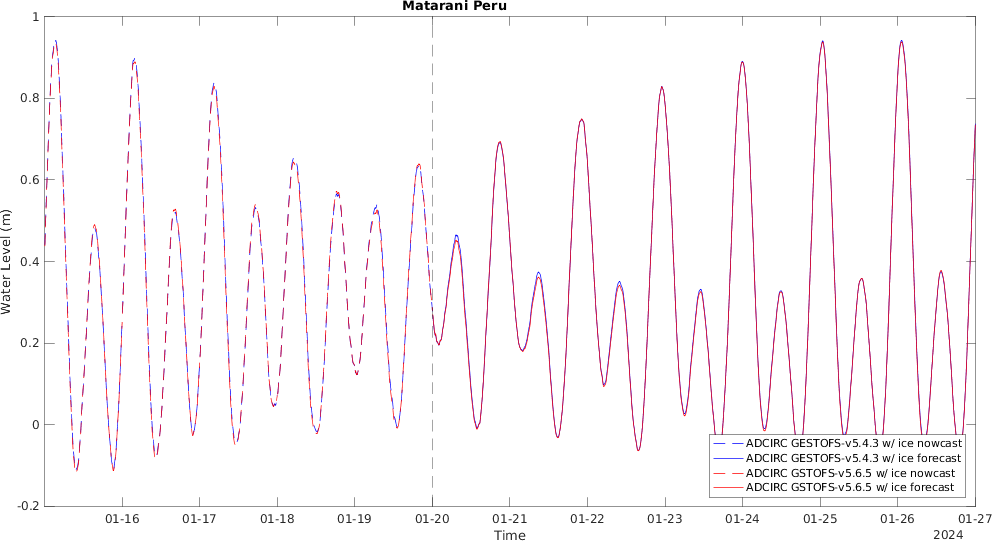 Matarani Peru
1
0.8
0.6
0.4
0.2
0
-0.2
Water Level (m)
ADCIRC GESTOFS-v5.4.3 w/ ice nowcast
ADCIRC GESTOFS-v5.4.3 w/ ice forecast
ADCIRC GSTOFS-v5.6.5 w/ ice nowcast
ADCIRC GSTOFS-v5.6.5 w/ ice forecast
01-16 01-17 01-18 01-19 01-20 01-21 01-22 01-23 01-24 01-25 01-26 01-27
Time
2024